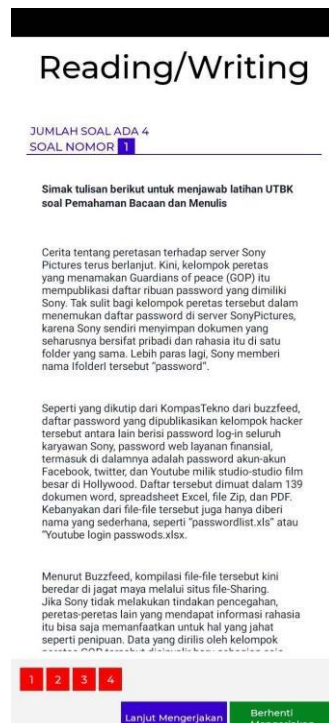 Reading/Writing
JUMLAH SOAL ADA 4
SOAL NOMOR 1
Simak tulisan berikut untuk menjawab latihan UTBK
soal Pemahaman Bacaan dan Menulis
Cerita tentang peretasan terhadap server Sony
Pictures terus berlanjut. Kini, kelompok peretas
yang menamakan Guardians of peace (GOP) itu
mempublikasi daftar ribuan password yang dimiliki
Sony. Tak sulit bagi kelompok peretas tersebut dalam
menemukan daftar password di server SonyPictures,
karena Sony sendiri menyimpan dokumen yang
seharusnya bersifat pribadi dan rahasia itu di satu
folder yang sama. Lebih paras lagi, Sony memberi
nama Ifolderl tersebut “password”.
Seperti yang dikutip dari KompasTekno dari buzzfeed,
daftar password yang dipublikasikan kelompok hacker
tersebut antara lain berisi password log-in seluruh
karyawan Sony, password web layanan finansial,
termasuk di dalamnya adalah password akun-akun
Facebook, twitter, dan Youtube milik studio-studio film
besar di Hollywood. Daftar tersebut dimuat dalam 139
dokumen word, spreadsheet Excel, file Zip, dan PDF.
Kebanyakan dari file-file tersebut juga hanya diberi
nama yang sederhana, seperti “passwordlist.xls” atau
“Youtube login passwods.xlsx.
Menurut Buzzfeed, kompilasi file-file tersebut kini
beredar di jagat maya melalui situs file-Sharing.
Jika Sony tidak melakukan tindakan pencegahan,
peretas-peretas lain yang mendapat informasi rahasia
itu bisa saja memanfaatkan untuk hal yang jahat
seperti penipuan. Data yang dirilis oleh kelompok
1 2 3 4
Lanjut Mengerjakan
Berhenti
Mengerjakan